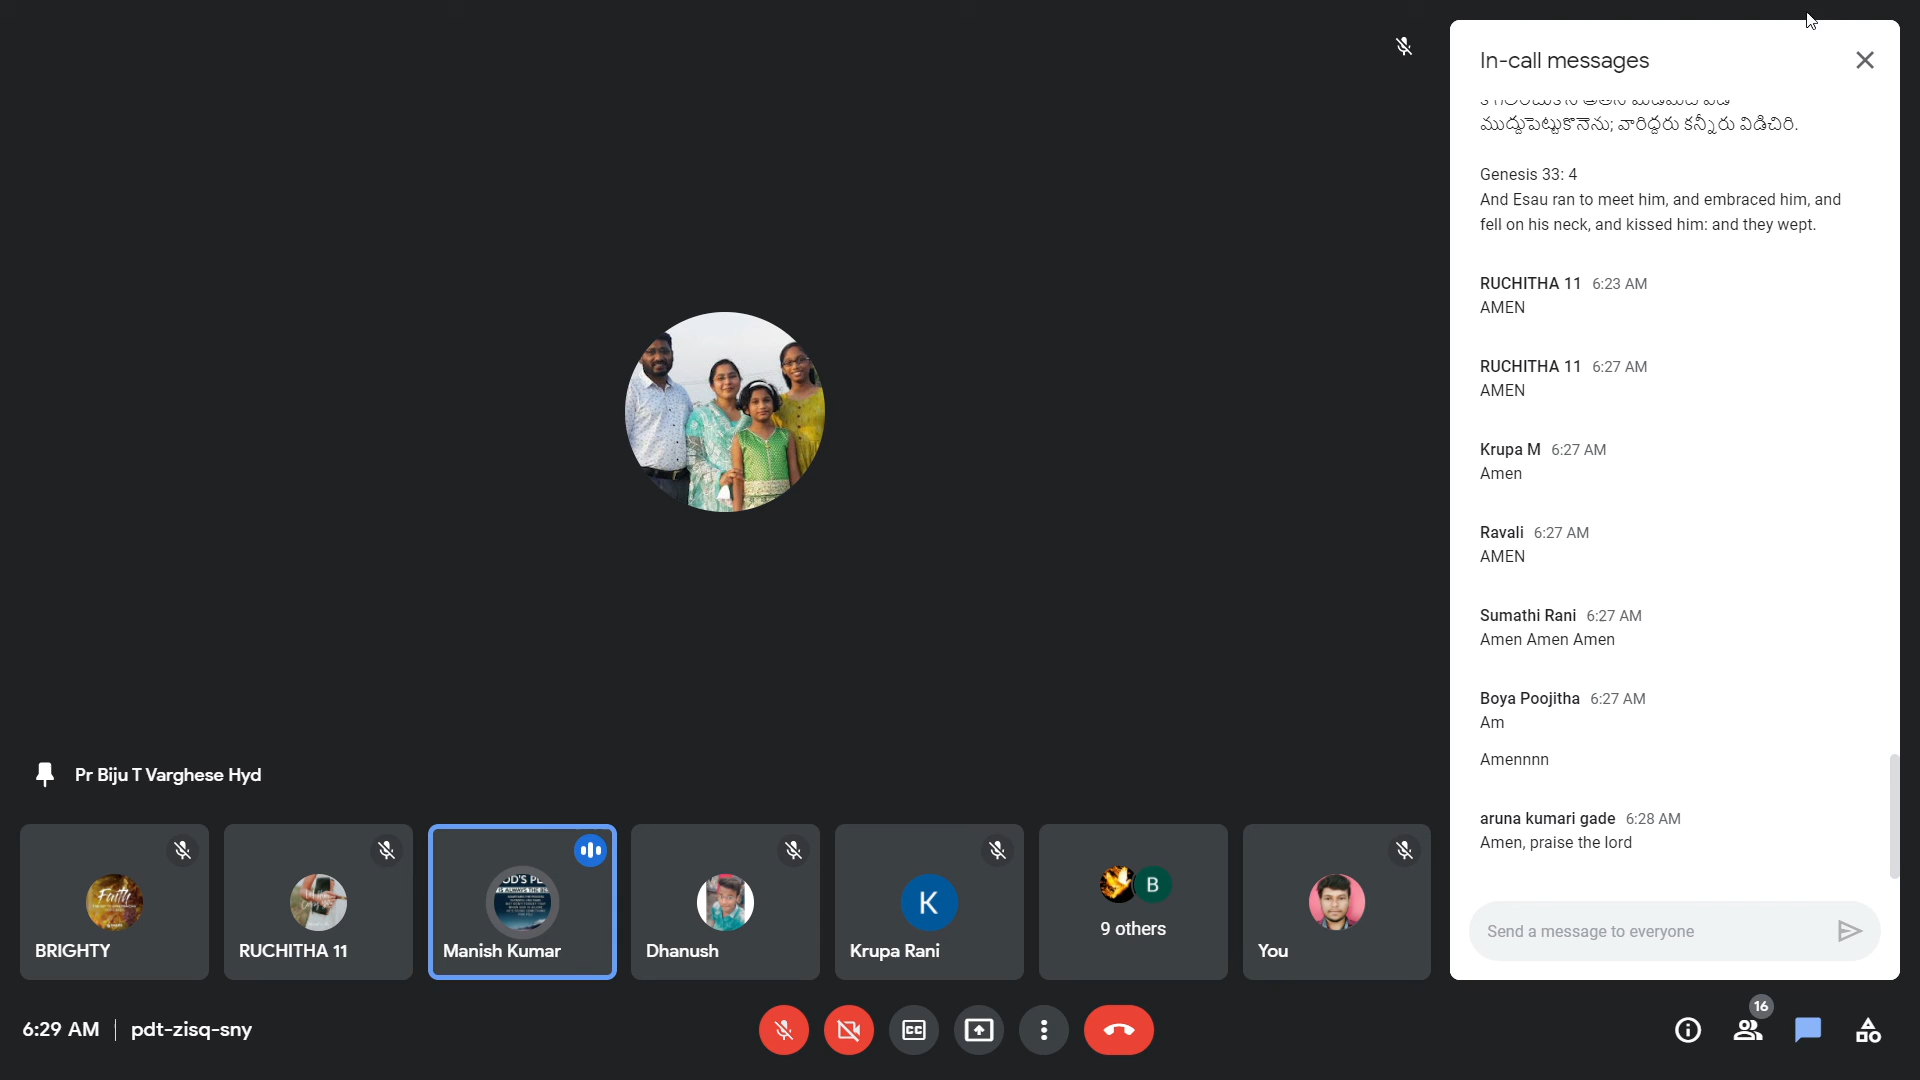 In-call messages
ముద్దుపెట్టుకొనెను; వారిద్దరు కన్నీరు విడిచిరి.
Genesis 33: 4
And Esau ran to meet him, and embraced him, and
fell on his neck, and kissed him: and they wept.
RUCHITHA 11 6:23 AM
AMEN
RUCHITHA 11 6:27 AM
AMEN
Krupa M 6:27 AM
Amen
Ravali 6:27 AM
AMEN
Sumathi Rani 6:27 AM
Amen Amen Amen
Boya Poojitha 6:27 AM
Am
Amennnn
aruna kumari gade 6:28 AM
Amen, praise the lord
Send a message to everyone
Pr Biju T Varghese Hyd
Faith
IS ALWAYS THE
K
B
9 others
BRIGHTY
RUCHITHA 11
Manish Kumar
Dhanush
Krupa Rani
You
6:29 AM | pdt-zisq-sny
CC
16